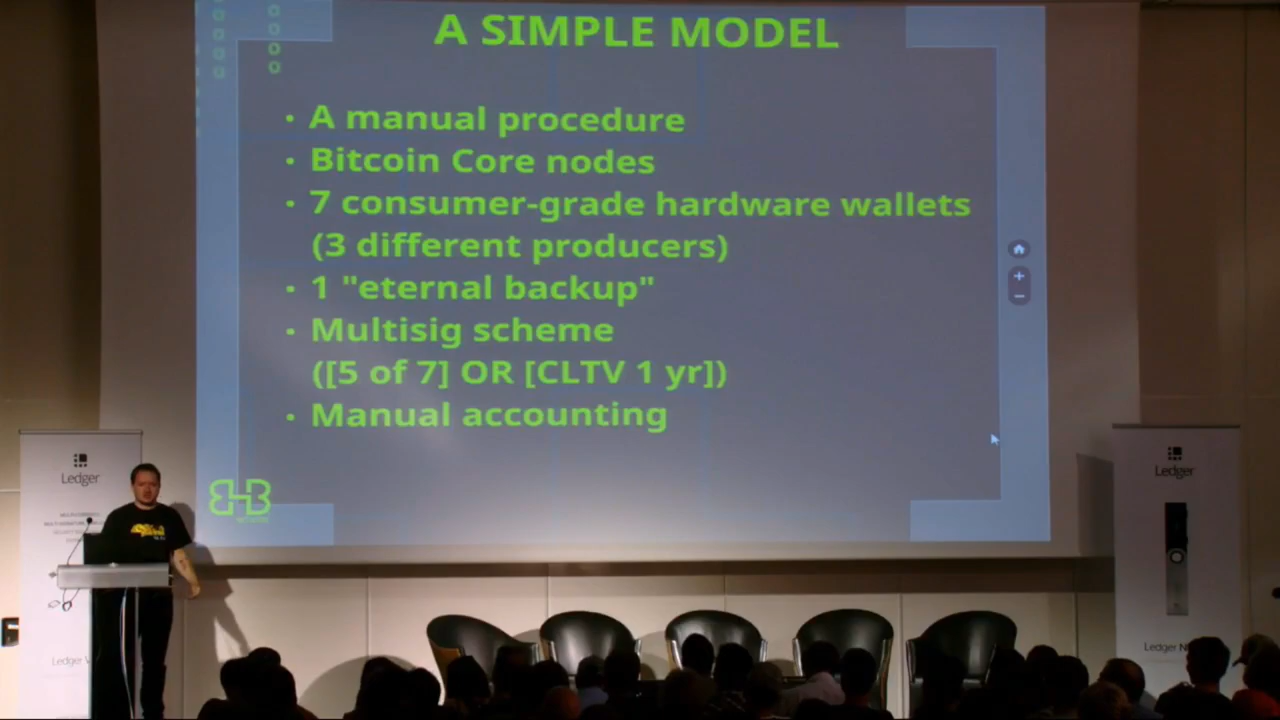 A SIMPLE MODEL
· A manual procedure
· Bitcoin Core nodes
· 7 consumer-grade hardware wallets
(3 different producers)
· 1 "eternal backup"
· Multisig scheme
([5 of 7] OR [CLTV 1 yr])
· Manual accounting
Ledger
Ledger
Ledger